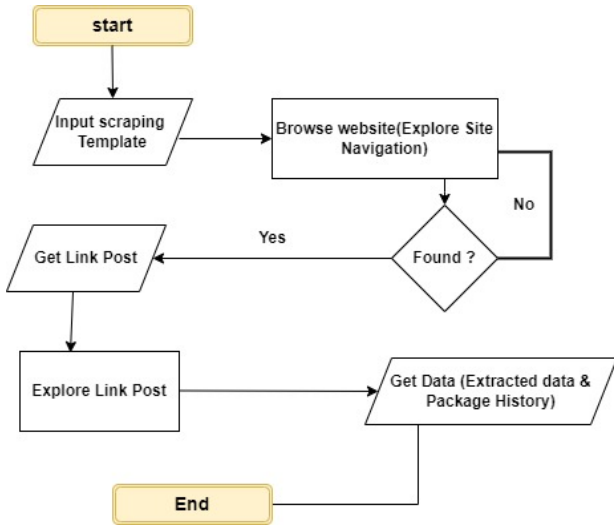 start
Input scraping
Template
Browse website(Explore Site
Navigation)
No
Yes
Found ?
Get Link Post
Explore Link Post
Get Data (Extracted data &
Package History)
End